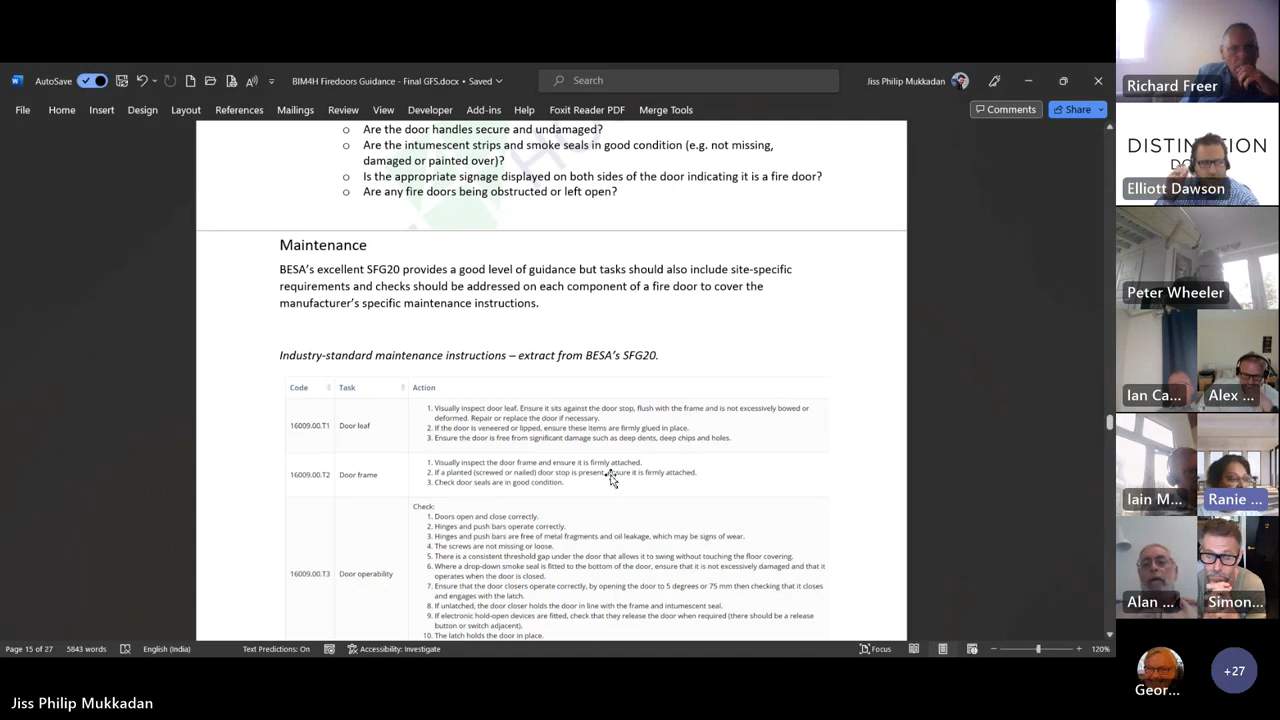 AutoSave
BIM4H Firedoors Guidance - Final GFS.docx • Saved
Search
Jiss Philip Mukkadan
File Home Insert Design Layout References Mailings Review View Developer Add-ins Help Foxit Reader PDF Merge Tools
Comments
Share
o Are the door handles secure and undamaged?
o Are the intumescent strips and smoke seals in good condition (e.g. not missing,
damaged or painted over)?
o Is the appropriate signage displayed on both sides of the door indicating it is a fire door?
o Are any fire doors being obstructed or left open?
Maintenance
BESA's excellent SFG20 provides a good level of guidance but tasks should also include site-specific
requirements and checks should be addressed on each component of a fire door to cover the
manufacturer's specific maintenance instructions.
Industry-standard maintenance instructions – extract from BESA's SFG20.
Code Task Action
1. Visually inspect door leaf. Ensure it sits against the door stop, flush with the frame and is not excessively bowed or
deformed. Repair or replace the door if necessary.
16009.00.T1 Door leaf
2. If the door is veneered or lipped, ensure these items are firmly glued in place.
3. Ensure the door is free from significant damage such as deep dents, deep chips and holes.
1. Visually inspect the door frame and ensure it is firmly attached.
16009.00.T2 Door frame
2. If a planted (screwed or nailed) door stop is present, ensure it is firmly attached.
3. Check door seals are in good condition.
Check:
1. Doors open and close correctly.
2. Hinges and push bars operate correctly.
3. Hinges and push bars are free of metal fragments and oil leakage, which may be signs of wear.
4. The screws are not missing or loose.
5. There is a consistent threshold gap under the door that allows it to swing without touching the floor covering.
6. Where a drop-down smoke seal is fitted to the bottom of the door, ensure that it is not excessively damaged and that it
operates when the door is closed.
16009.00.T3 Door operability
7. Ensure that the door closers operate correctly, by opening the door to 5 degrees or 75 mm then checking that it closes
and engages with the latch.
8. If unlatched, the door closer holds the door in line with the frame and intumescent seal.
9. If electronic hold-open devices are fitted, check that they release the door when required (there should be a release
button or switch adjacent).
10. The latch holds the door in place.
Page 15 of 27 5843 words English (India) Text Predictions: On Accessibility: Investigate Focus 120%
Jiss Philip Mukkadan
Richard Freer
DISTINCTION
DO
Elliott Dawson
Peter Wheeler
Ian Ca...
Alex ...
Iain M...
Ranie ...
Alan ...
Simon...
Geor...
+27